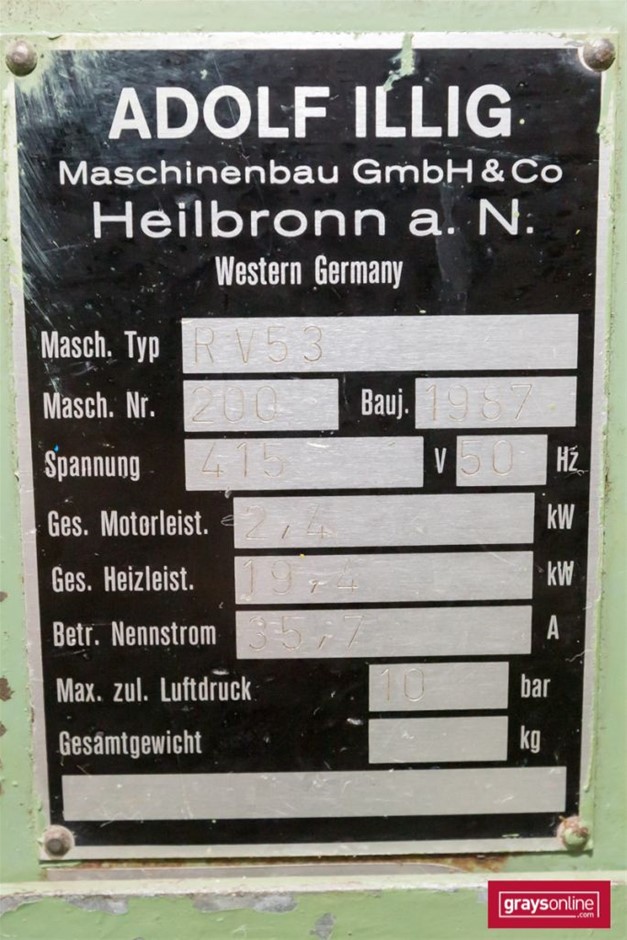 ADOLF ILLIG
Maschinenbau GmbH & Co
Heilbronn a. N.
Western Germany
Masch. Typ RV53
Masch. Nr. 200 Bauj. 1987
Spannung 415 V 50 Hz
Ges. Motorleist. 2,4 kW
Ges. Heizleist. 19,4 kW
Betr. Nennstrom 35,7 A
Max. zul. Luftdruck 10 bar
Gesamtgewicht kg
graysonline
.com